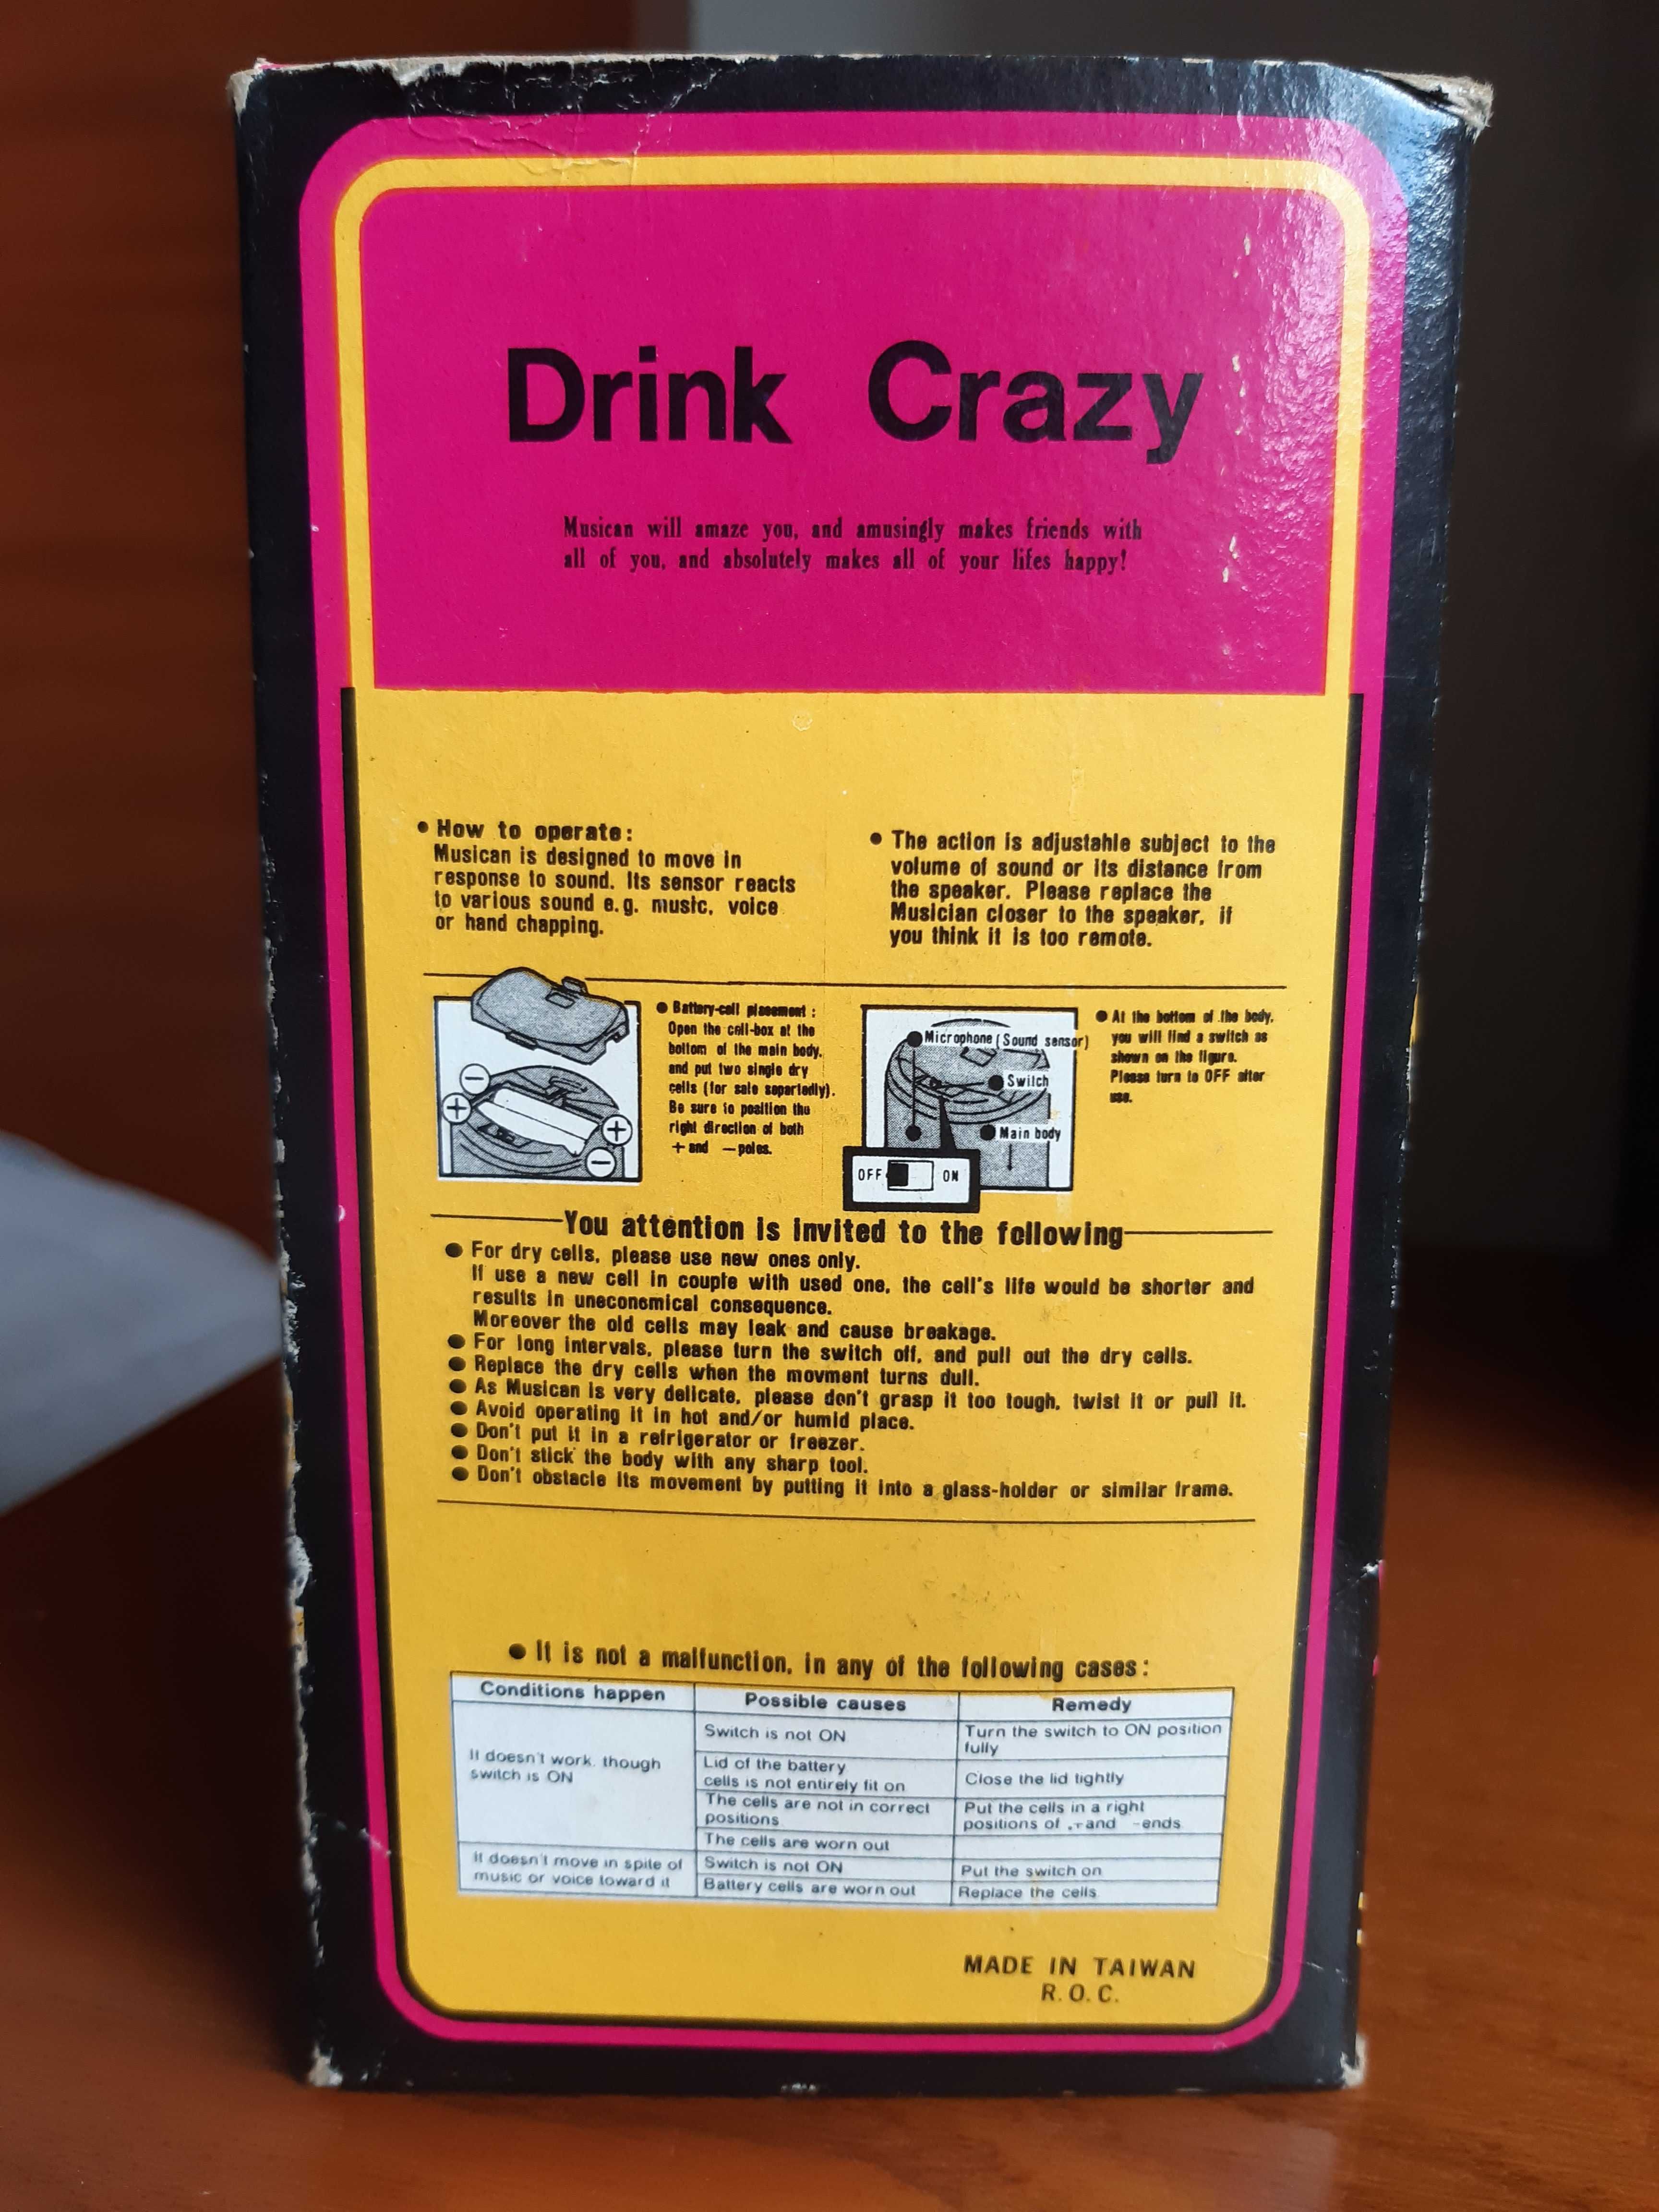 Drink Crazy
Musican will amaze you, and amusingly makes friends with
all of you, and absolutely makes all of your lifes happy!
● How to operate:
Musican is designed to move in
response to sound. Its sensor reacts
to various sound e.g. music, voice
or hand chapping.
● The action is adjustable subject to the
volume of sound or its distance from
the speaker. Please replace the
Musician closer to the speaker, if
you think it is too remote.
● Battery-cell placement:
Open the cell-box at the
bottom of the main body,
and put two single dry
cells (for sale separtedly).
Be sure to position the
right direction of both
+ and — poles.
Microphone (Sound sensor)
Switch
Main body
OFF ON
● At the bottom of the body,
you will find a switch as
shown on the figure.
Please turn to OFF after
use.
You attention is invited to the following
● For dry cells, please use new ones only.
If use a new cell in couple with used one, the cell's life would be shorter and
results in uneconomical consequence.
Moreover the old cells may leak and cause breakage.
● For long intervals, please turn the switch off, and pull out the dry cells.
● Replace the dry cells when the movment turns dull.
● As Musican is very delicate, please don't grasp it too tough, twist it or pull it.
● Avoid operating it in hot and/or humid place.
● Don't put it in a refrigerator or freezer.
● Don't stick the body with any sharp tool.
● Don't obstacle its movement by putting it into a glass-holder or similar frame.
● It is not a malfunction, in any of the following cases:
Conditions happen Possible causes Remedy
It doesn't work, though
switch is ON
Switch is not ON
Turn the switch to ON position
fully
Lid of the battery
cells is not entirely fit on
Close the lid tightly
The cells are not in correct
positions
Put the cells in a right
positions of + and -ends
The cells are worn out
It doesn't move in spite of
music or voice toward it
Switch is not ON
Put the switch on
Battery cells are worn out
Replace the cells
MADE IN TAIWAN
R.O.C.